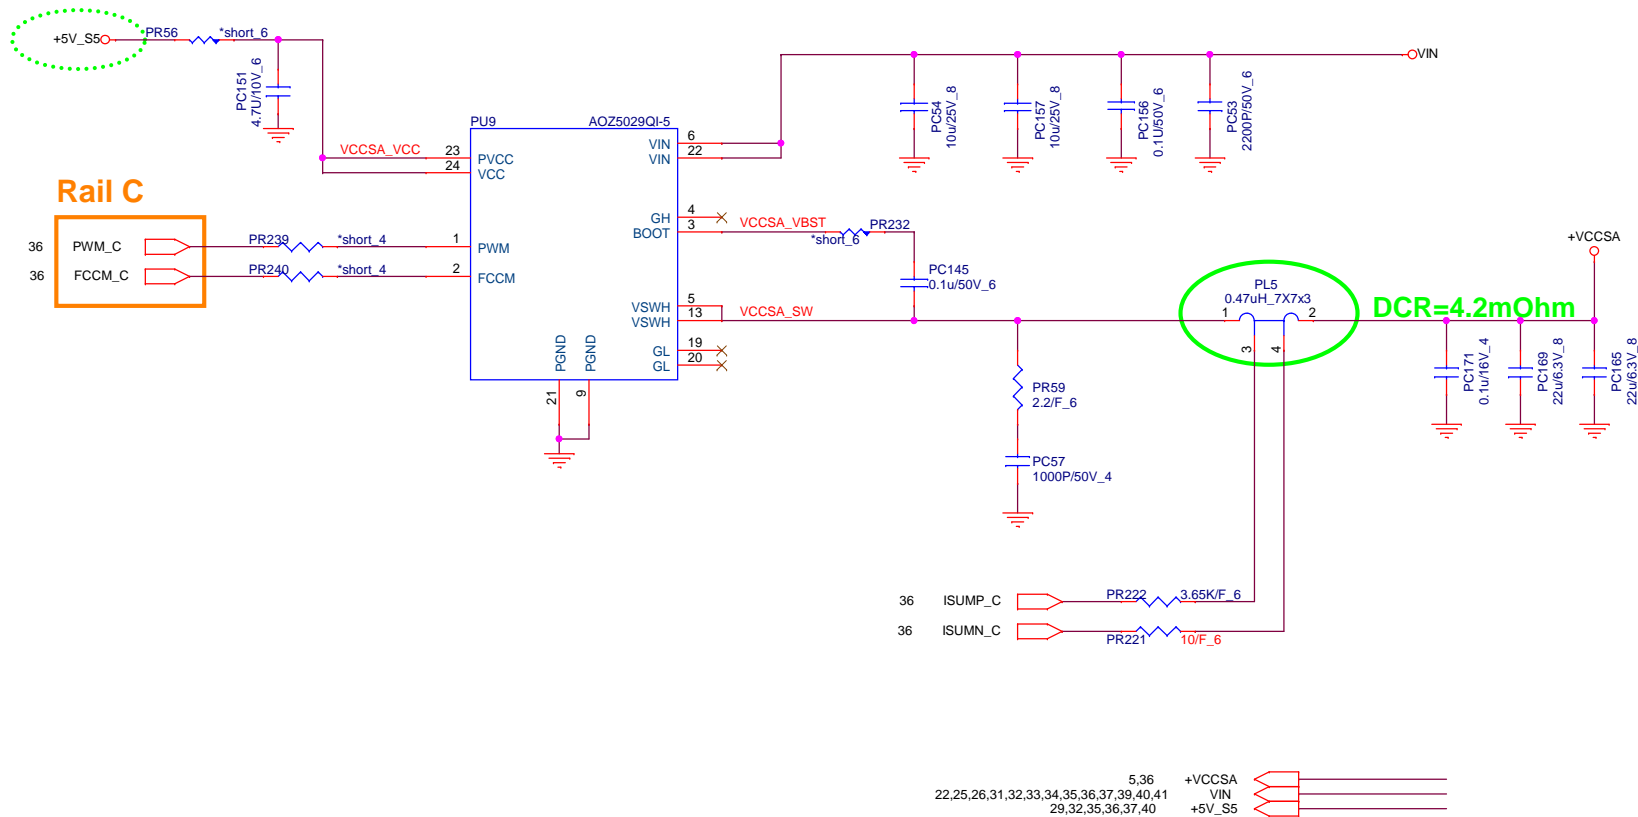 +5V_S5
PR56
*short_6
PC151
4.7U/10V_6
VIN
PC54
10u/25V_8
PC157
10u/25V_8
PC156
0.1U/50V_6
PC53
2200P/50V_6
PU9
AOZ5029QI-5
VCCSA_VCC
23
PVCC
24
VCC
VIN
6
VIN
22
Rail C
36
PWM_C
PR239
*short_4
1
PWM
36
FCCM_C
PR240
*short_4
2
FCCM
GH
4
BOOT
3
VCCSA_VBST
*short_6
PR232
PC145
0.1u/50V_6
VSWH
5
VSWH
13
VCCSA_SW
GL
19
GL
20
PGND
21
PGND
9
PL5
0.47uH_7X7x3
1
2
3
4
DCR=4.2mOhm
+VCCSA
PC171
0.1u/16V_4
PC169
22u/6.3V_8
PC165
22u/6.3V_8
PR59
2.2/F_6
PC57
1000P/50V_4
36
ISUMP_C
PR222
3.65K/F_6
36
ISUMN_C
PR221
10/F_6
5,36
+VCCSA
22,25,26,31,32,33,34,35,36,37,39,40,41
VIN
29,32,35,36,37,40
+5V_S5